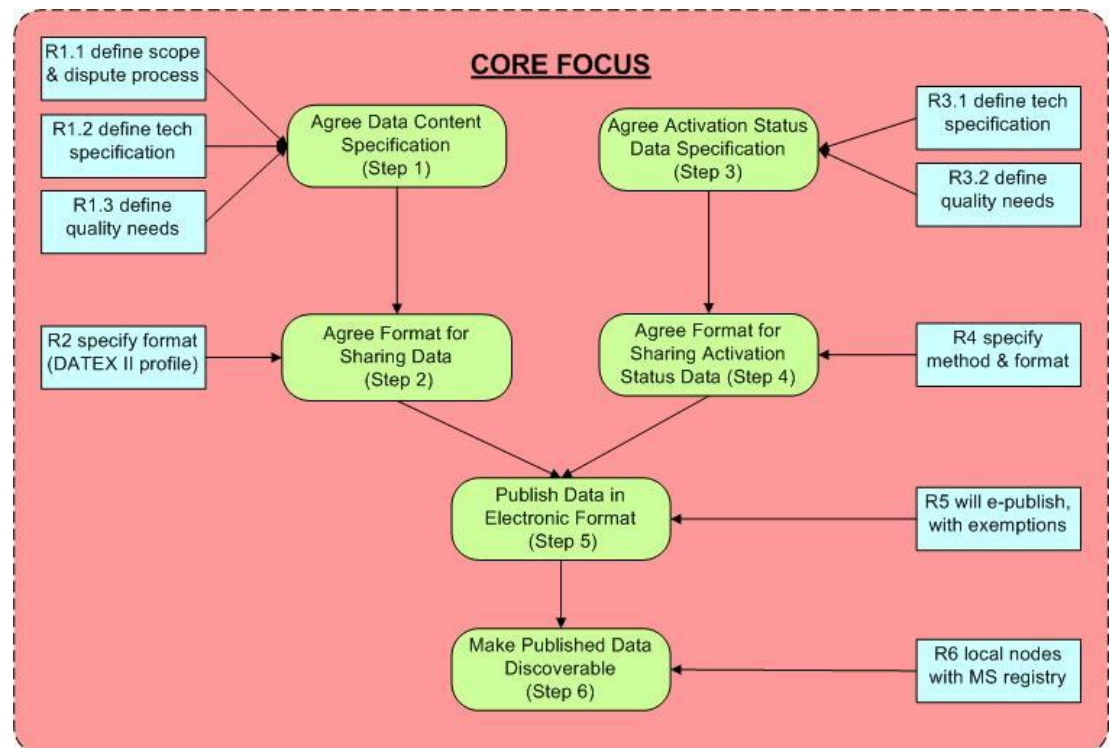 CORE FOCUS
R1.1 define scope
& dispute process
R1.2 define tech
specification
R1.3 define
quality needs
Agree Data Content
Specification
(Step 1)
Agree Activation Status
Data Specification
(Step 3)
R3.1 define tech
specification
R3.2 define
quality needs
R2 specify format
(DATEX II profile)
Agree Format for
Sharing Data
(Step 2)
Agree Format for
Sharing Activation
Status Data (Step 4)
R4 specify
method & format
Publish Data in
Electronic Format
(Step 5)
R5 will e-publish,
with exemptions
Make Published Data
Discoverable
(Step 6)
R6 local nodes
with MS registry